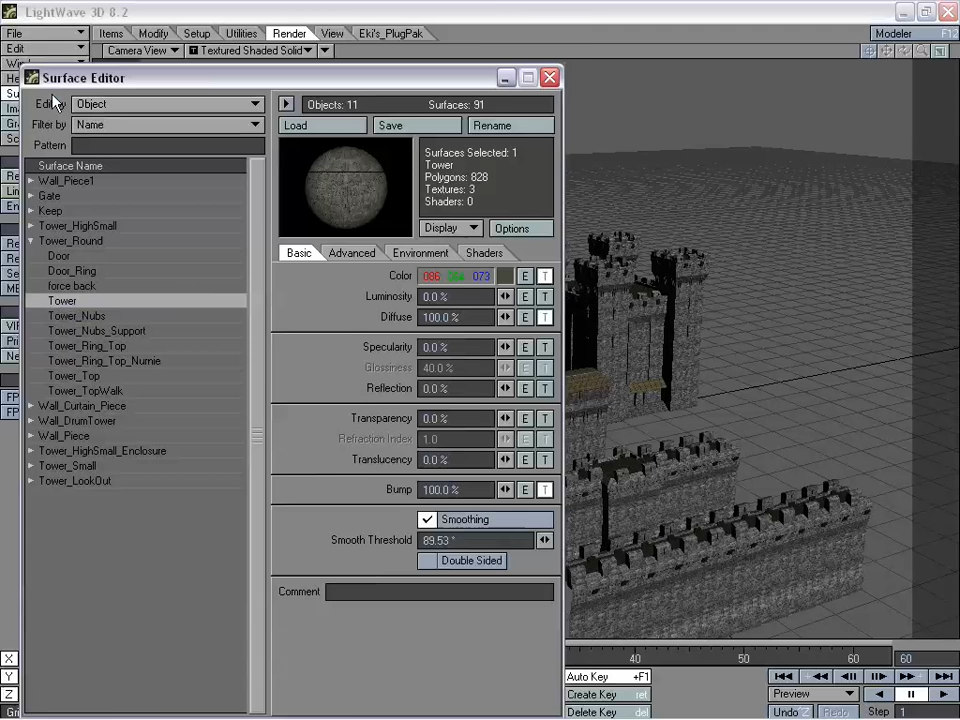 LightWave 3D 8.2
File Items Modify Setup Utilities Render View Eki's_PlugPak Modeler F12
Edit Camera View Textured Shaded Solid
Surface Editor
Edit by Object Objects: 11 Surfaces: 91
Filter by Name Load Save Rename
Pattern
Surfaces Selected: 1
Tower
Polygons: 828
Textures: 3
Shaders: 0
Display Options
Surface Name
Wall_Piece1
Gate
Keep
Tower_HighSmall
Tower_Round
Door
Door_Ring
force back
Tower
Tower_Nubs
Tower_Nubs_Support
Tower_Ring_Top
Tower_Ring_Top_Nurnie
Tower_Top
Tower_TopWalk
Wall_Curtain_Piece
Wall_DrumTower
Wall_Piece
Tower_HighSmall_Enclosure
Tower_Small
Tower_LookOut
Basic Advanced Environment Shaders
Color 086 084 073 E T
Luminosity 0.0 % E T
Diffuse 100.0 % E T
Specularity 0.0 % E T
Glossiness 40.0 % E T
Reflection 0.0 % E T
Transparency 0.0 % E T
Refraction Index 1.0 E T
Translucency 0.0 % E T
Bump 100.0 % E T
Smoothing
Smooth Threshold 89.53 °
Double Sided
Comment
X
Y
Z
40 50 60 60
Auto Key +F1
Create Key ret Preview
Delete Key del Undo ^Z Redo Step 1